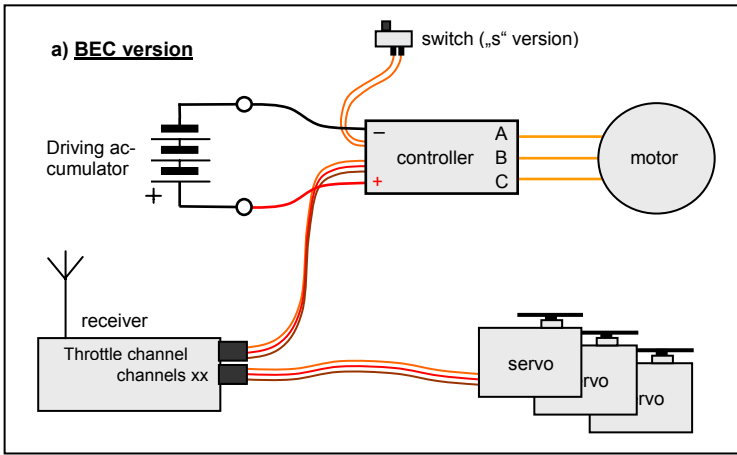 a) BEC version
switch („s“ version)
Driving ac-
cumulator
+
−
+
controller
A
B
C
motor
receiver
Throttle channel
channels xx
servo
rvo
rvo